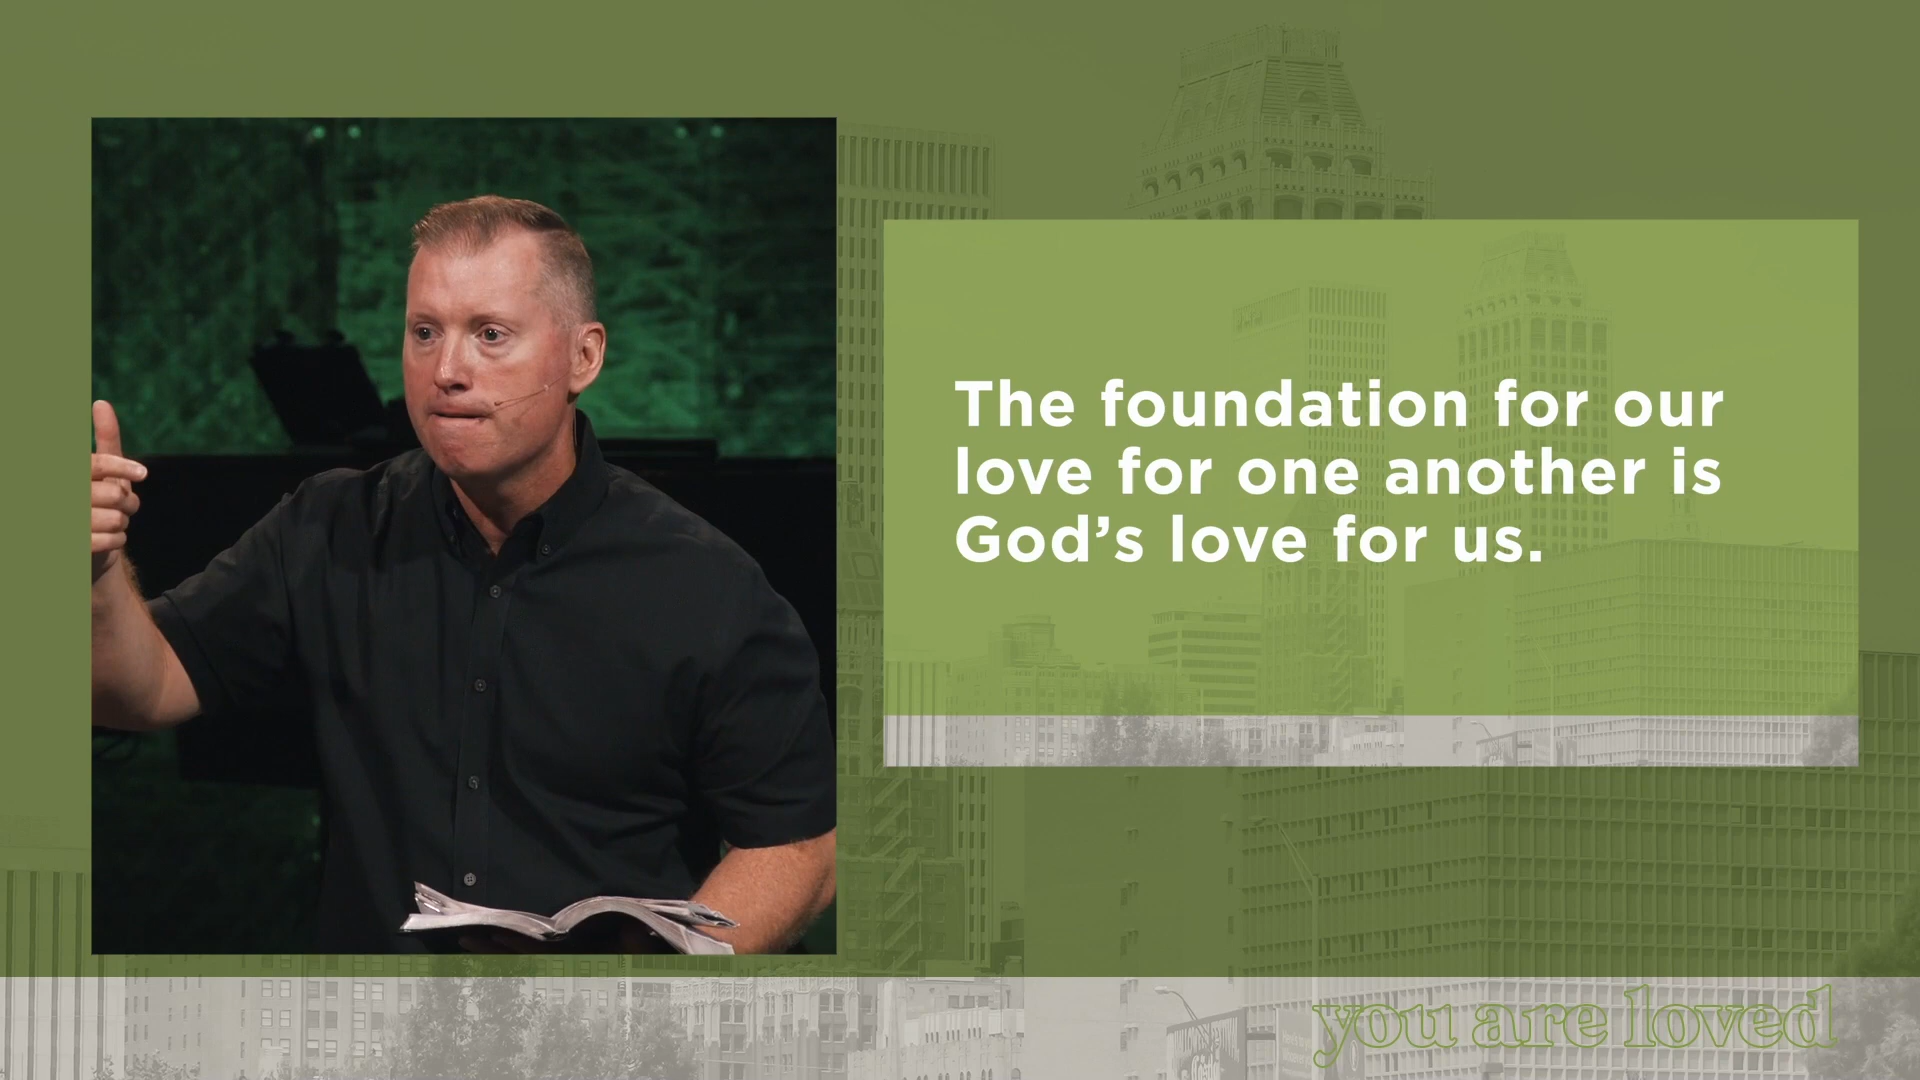 The foundation for our
love for one another is
God’s love for us.
you are loved